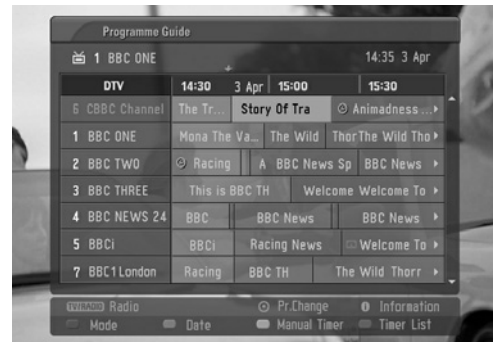 Programme Guide
1 BBC ONE 14:35 3 Apr
DTV 14:30 3 Apr 15:00 15:30
6 CBBC Channel The Tr... Story Of Tra Animadness ...
1 BBC ONE Mona The Va... The Wild ThorThe Wild Tho
2 BBC TWO Racing A BBC News Sp BBC News
3 BBC THREE This is BBC TH Welcome Welcome To
4 BBC NEWS 24 BBC BBC News BBC News
5 BBCi BBCi Racing News Welcome To
7 BBC1 London Racing BBC TH The Wild Thorr
TV/RADIO Radio Pr.Change i Information
Mode Date Manual Timer Timer List